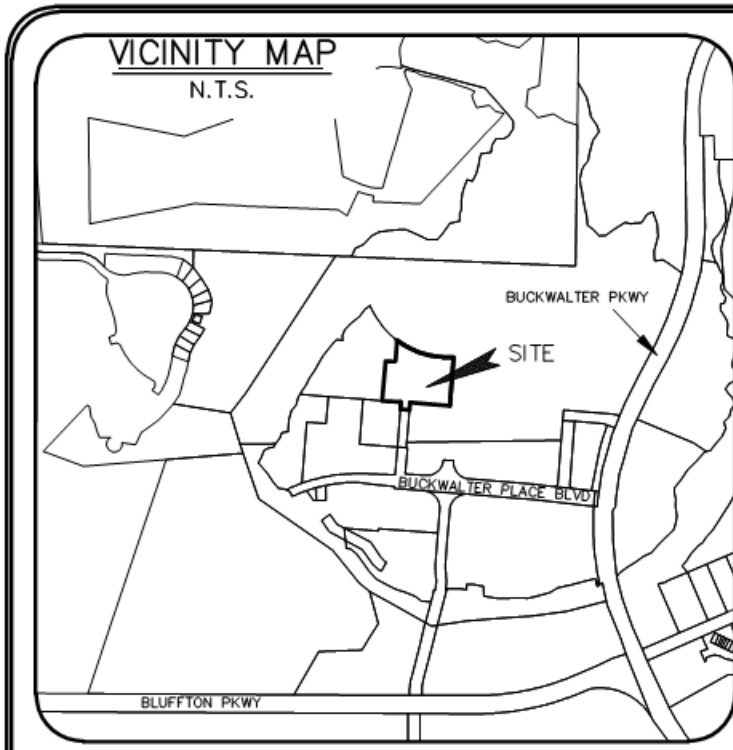 VICINITY MAP
N.T.S.
BUCKWALTER PKWY
SITE
BUCKWALTER PLACE BLVD
BLUFFTON PKWY